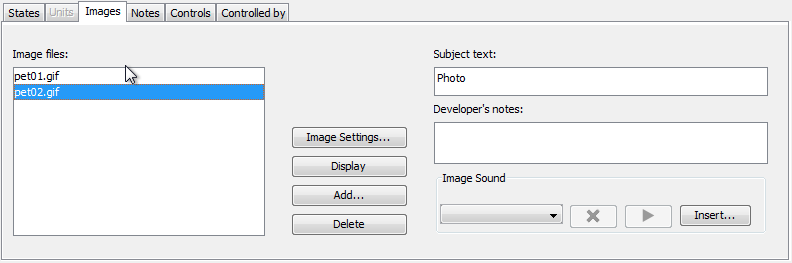 States Units Images Notes Controls Controlled by
Image files:
pet01.gif
pet02.gif
Image Settings...
Display
Add...
Delete
Subject text:
Photo
Developer's notes:
Image Sound
Insert...